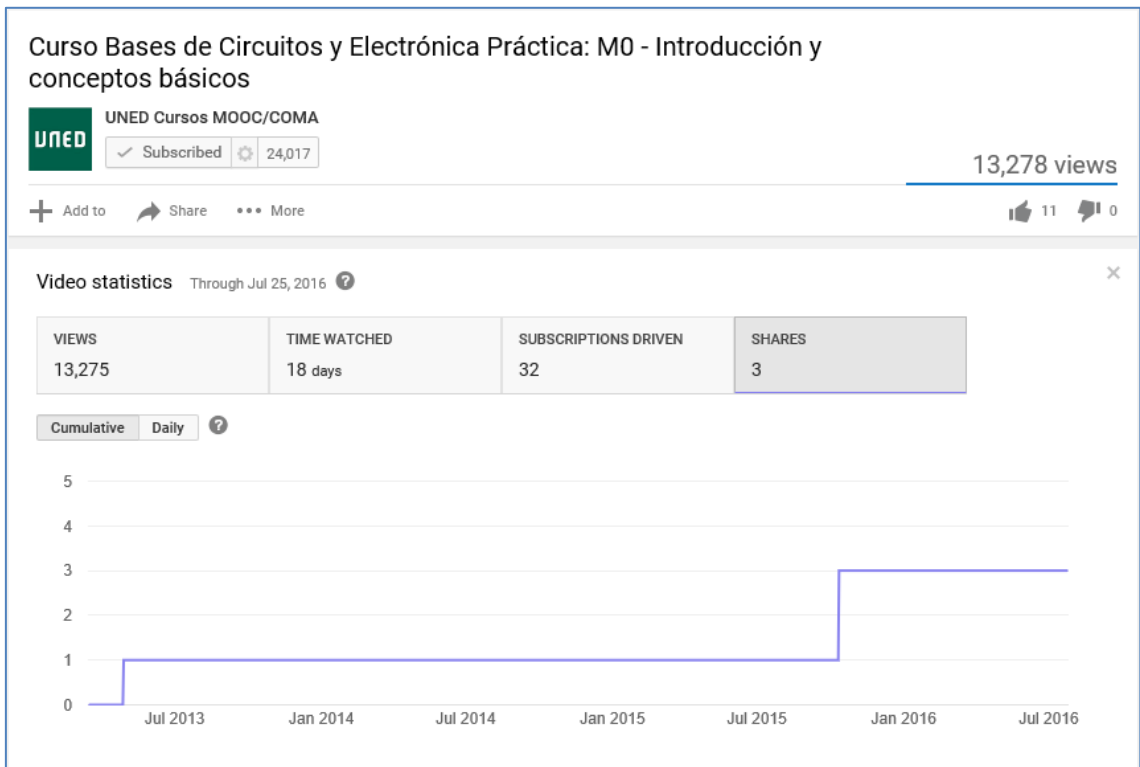 Curso Bases de Circuitos y Electrónica Práctica: M0 - Introducción y
conceptos básicos
UNED
UNED Cursos MOOC/COMA
Subscribed 24,017
13,278 views
Add to Share More 11 0
Video statistics Through Jul 25, 2016 ?
VIEWS TIME WATCHED SUBSCRIPTIONS DRIVEN SHARES
13,275 18 days 32 3
Cumulative Daily ?
5
4
3
2
1
0
Jul 2013 Jan 2014 Jul 2014 Jan 2015 Jul 2015 Jan 2016 Jul 2016